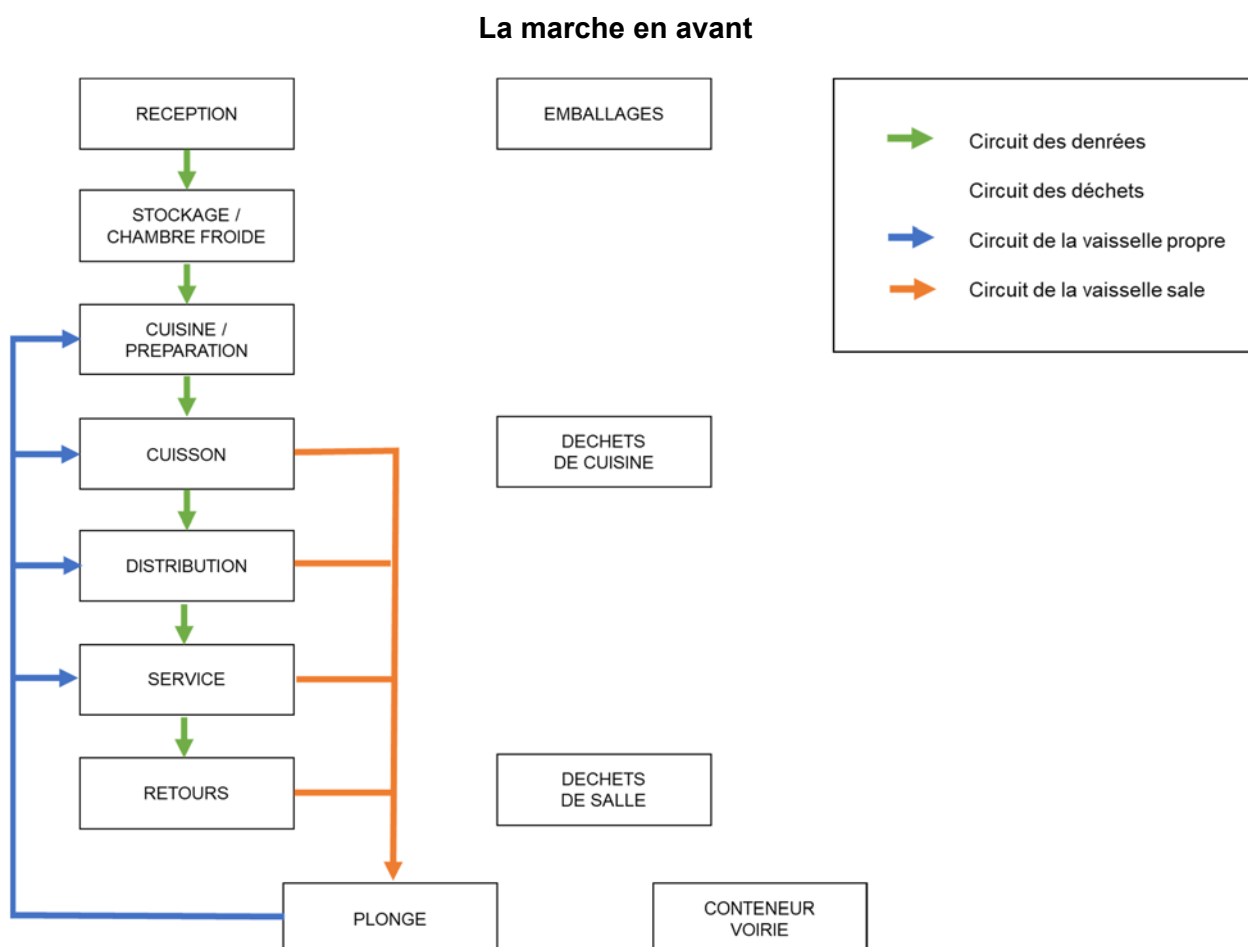 La marche en avant
RECEPTION
EMBALLAGES
Circuit des denrées
Circuit des déchets
Circuit de la vaisselle propre
Circuit de la vaisselle sale
STOCKAGE /
CHAMBRE FROIDE
CUISINE /
PREPARATION
CUISSON
DECHETS
DE CUISINE
DISTRIBUTION
SERVICE
RETOURS
DECHETS
DE SALLE
PLONGE
CONTENEUR
VOIRIE